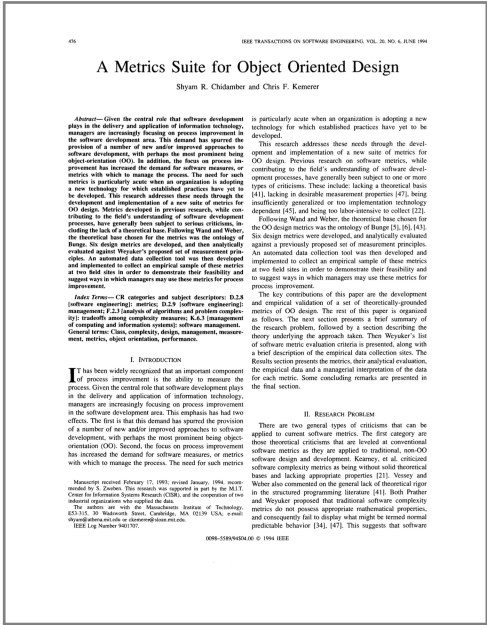 476
IEEE TRANSACTIONS ON SOFTWARE ENGINEERING, VOL. 20, NO. 6, JUNE 1994
A Metrics Suite for Object Oriented Design
Shyam R. Chidamber and Chris F. Kemerer
Abstract—Given the central role that software development
plays in the delivery and application of information technology,
managers are increasingly focusing on process improvement in
the software development area. This demand has spurred the
provision of a number of new and/or improved approaches to
software development, with perhaps the most prominent being
object-orientation (OO). In addition, the focus on process im-
provement has increased the demand for software measures, or
metrics with which to manage the process. The need for such
metrics is particularly acute when an organization is adopting
a new technology for which established practices have yet to
be developed. This research addresses these needs through the
development and implementation of a new suite of metrics for
OO design. Metrics developed in previous research, while con-
tributing to the field's understanding of software development
processes, have generally been subject to serious criticisms, in-
cluding the lack of a theoretical base. Following Wand and Weber,
the theoretical base chosen for the metrics was the ontology of
Bunge. Six design metrics are developed, and then analytically
evaluated against Weyuker's proposed set of measurement prin-
ciples. An automated data collection tool was then developed
and implemented to collect an empirical sample of these metrics
at two field sites in order to demonstrate their feasibility and
suggest ways in which managers may use these metrics for process
improvement.
Index Terms— CR categories and subject descriptors: D.2.8
[software engineering]: metrics; D.2.9 [software engineering]:
management; F.2.3 [analysis of algorithms and problem complex-
ity]: tradeoffs among complexity measures; K.6.3 [management
of computing and information systems]: software management.
General terms: Class, complexity, design, management, measure-
ment, metrics, object orientation, performance.
I. INTRODUCTION
IT has been widely recognized that an important component
of process improvement is the ability to measure the
process. Given the central role that software development plays
in the delivery and application of information technology,
managers are increasingly focusing on process improvement
in the software development area. This emphasis has had two
effects. The first is that this demand has spurred the provision
of a number of new and/or improved approaches to software
development, with perhaps the most prominent being object-
orientation (OO). Second, the focus on process improvement
has increased the demand for software measures, or metrics
with which to manage the process. The need for such metrics
Manuscript received February 17, 1993; revised January, 1994. recom-
mended by S. Zweben. This research was supported in part by the M.I.T.
Center for Information Systems Research (CISR), and the cooperation of two
industrial organizations who supplied the data.
The authors are with the Massachusetts Institute of Technology,
E53-315, 30 Wadsworth Street, Cambridge, MA 02139 USA; e-mail:
shyam@athena.mit.edu or ckemerer@sloan.mit.edu.
IEEE Log Number 9401707.
is particularly acute when an organization is adopting a new
technology for which established practices have yet to be
developed.
This research addresses these needs through the devel-
opment and implementation of a new suite of metrics for
OO design. Previous research on software metrics, while
contributing to the field's understanding of software devel-
opment processes, have generally been subject to one or more
types of criticisms. These include: lacking a theoretical basis
[41], lacking in desirable measurement properties [47], being
insufficiently generalized or too implementation technology
dependent [45], and being too labor-intensive to collect [22].
Following Wand and Weber, the theoretical base chosen for
the OO design metrics was the ontology of Bunge [5], [6], [43].
Six design metrics were developed, and analytically evaluated
against a previously proposed set of measurement principles.
An automated data collection tool was then developed and
implemented to collect an empirical sample of these metrics at
two field sites in order to demonstrate their feasibility and
to suggest ways in which managers may use these metrics for
process improvement.
The key contributions of this paper are the development
and empirical validation of a set of theoretically-grounded
metrics of OO design. The rest of this paper is organized
as follows. The next section presents a brief summary of
the research problem, followed by a section describing the
theory underlying the approach taken. Then Weyuker's list
of software metric evaluation criteria is presented, along with
a brief description of the empirical data collection sites. The
Results section presents the metrics, their analytical evaluation,
the empirical data and a managerial interpretation of the data
for each metric. Some concluding remarks are presented in
the final section.
II. RESEARCH PROBLEM
There are two general types of criticisms that can be
applied to current software metrics. The first category are
those theoretical criticisms that are leveled at conventional
software metrics as they are applied to traditional, non-OO
software design and development. Kearney, et al. criticized
software complexity metrics as being without solid theoretical
bases and lacking appropriate properties [21]. Vessey and
Weber also commented on the general lack of theoretical rigor
in the structured programming literature [41]. Both Prather
and Weyuker proposed that traditional software complexity
metrics do not possess appropriate mathematical properties,
and consequently fail to display what might be termed normal
predictable behavior [34], [47]. This suggests that software
0098-5589/94$04.00 © 1994 IEEE